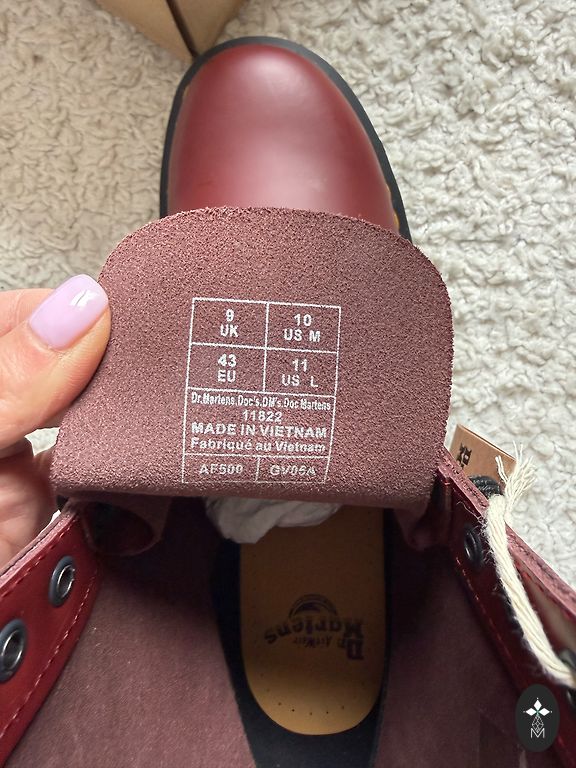 9 10
UK US M
43 11
EU US L
Dr.Martens.Doc's.DM's.Doc Martens
11822
MADE IN VIETNAM
Fabriqué au Vietnam
AF500 GV05A
Dr. Martens
AirWair
M